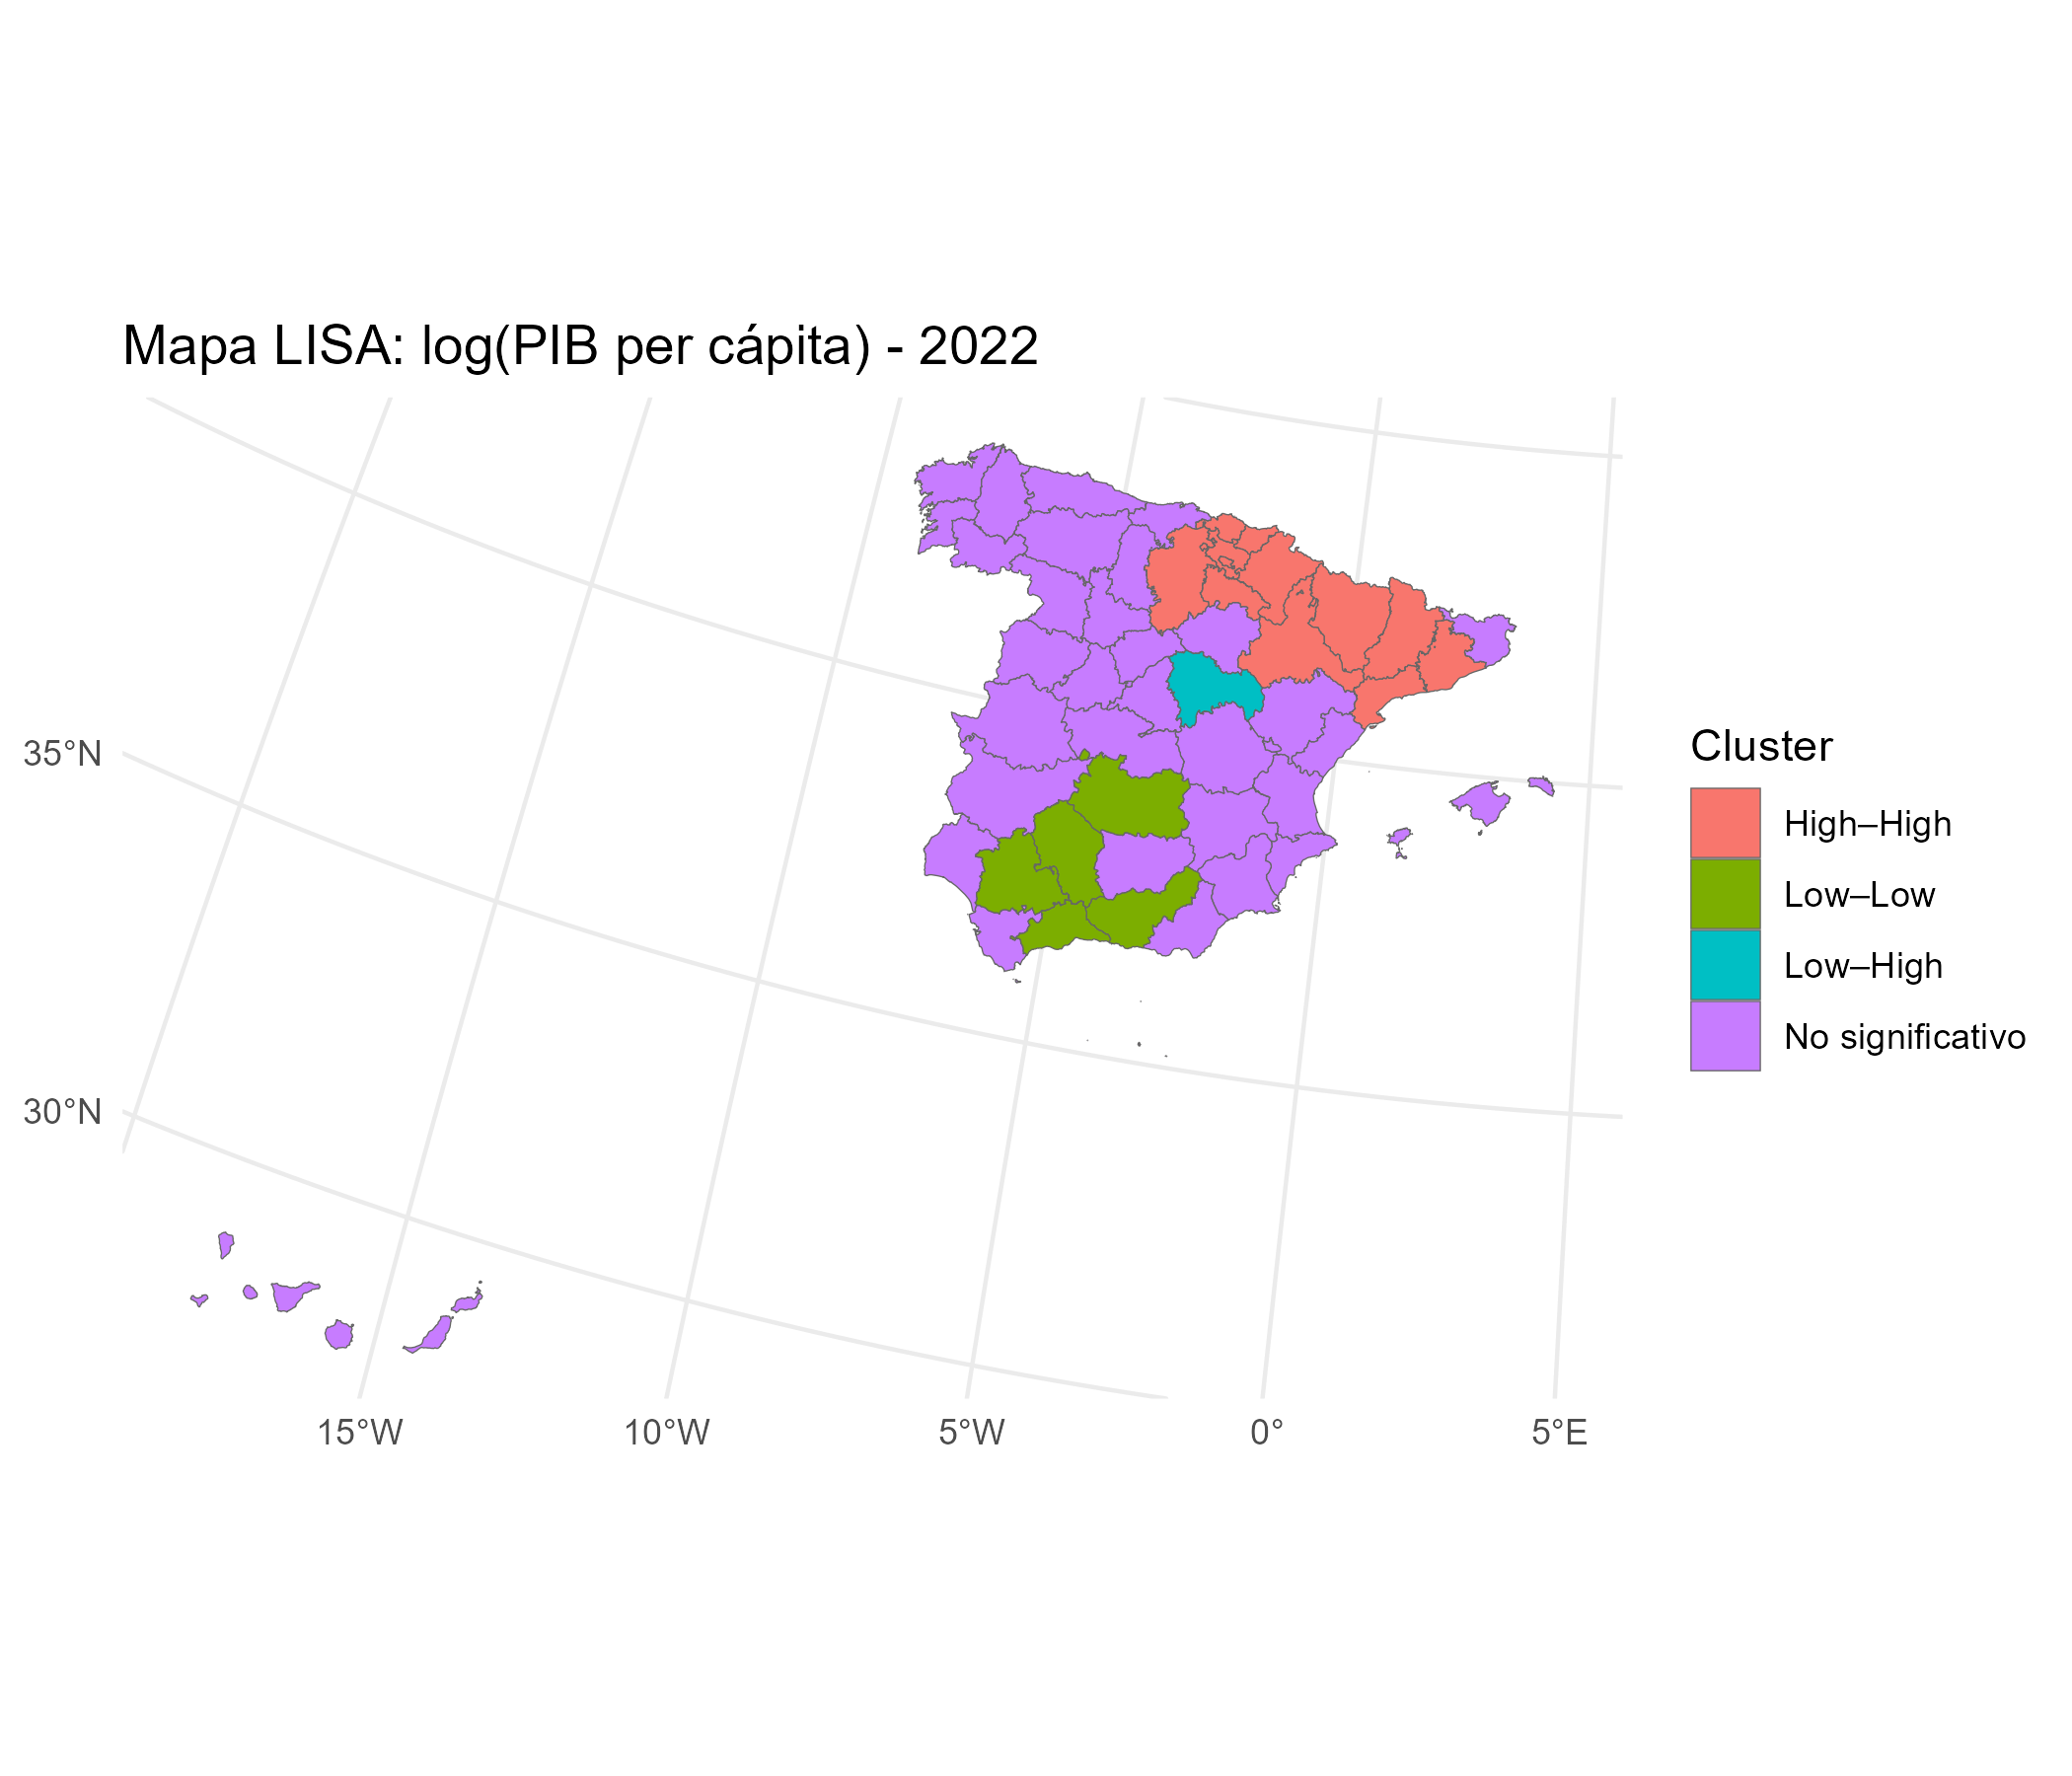 Mapa LISA: log(PIB per cápita) - 2022
35°N
30°N
15°W
10°W
5°W
0°
5°E
Cluster
High–High
Low–Low
Low–High
No significativo